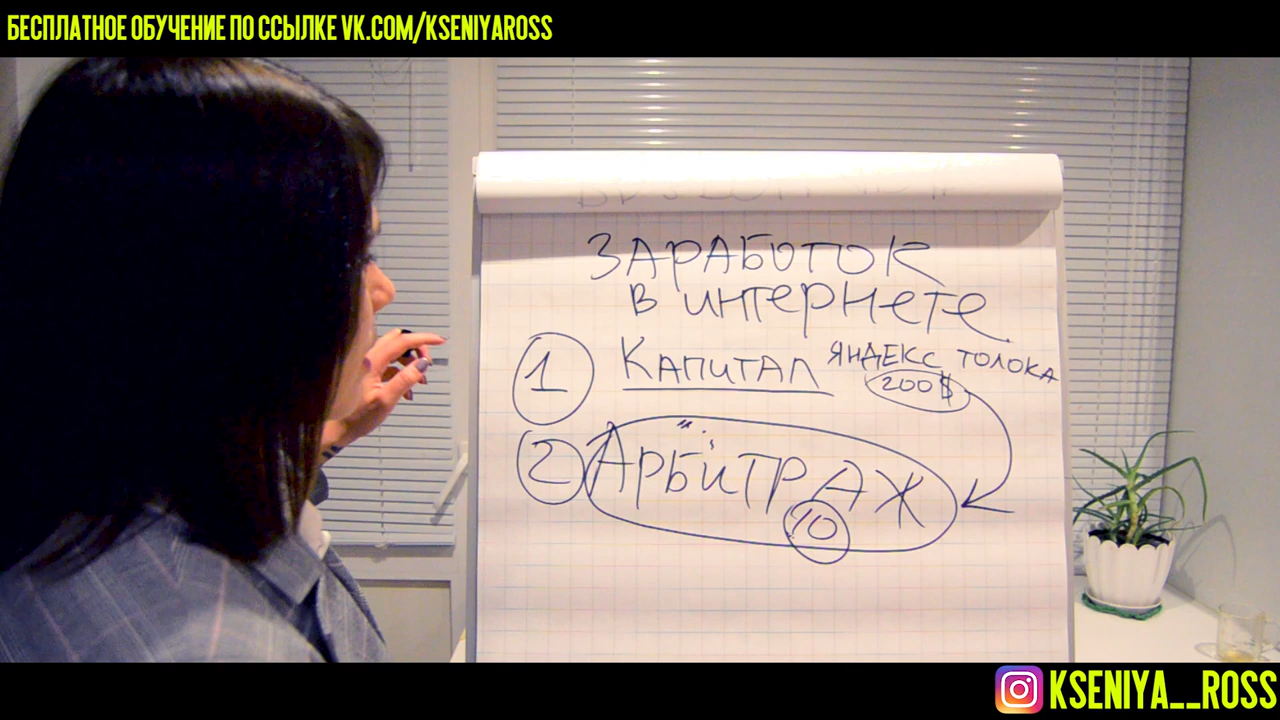 БЕСПЛАТНОЕ ОБУЧЕНИЕ ПО ССЫЛКЕ VK.COM/KSENIYAROSS
ЗАРАБОТОК
В ИНТЕРНЕТЕ
1 КАПИТАЛ ЯНДЕКС ТОЛОКА
200$
2 АРБИТРАЖ
10
KSENIYA__ROSS